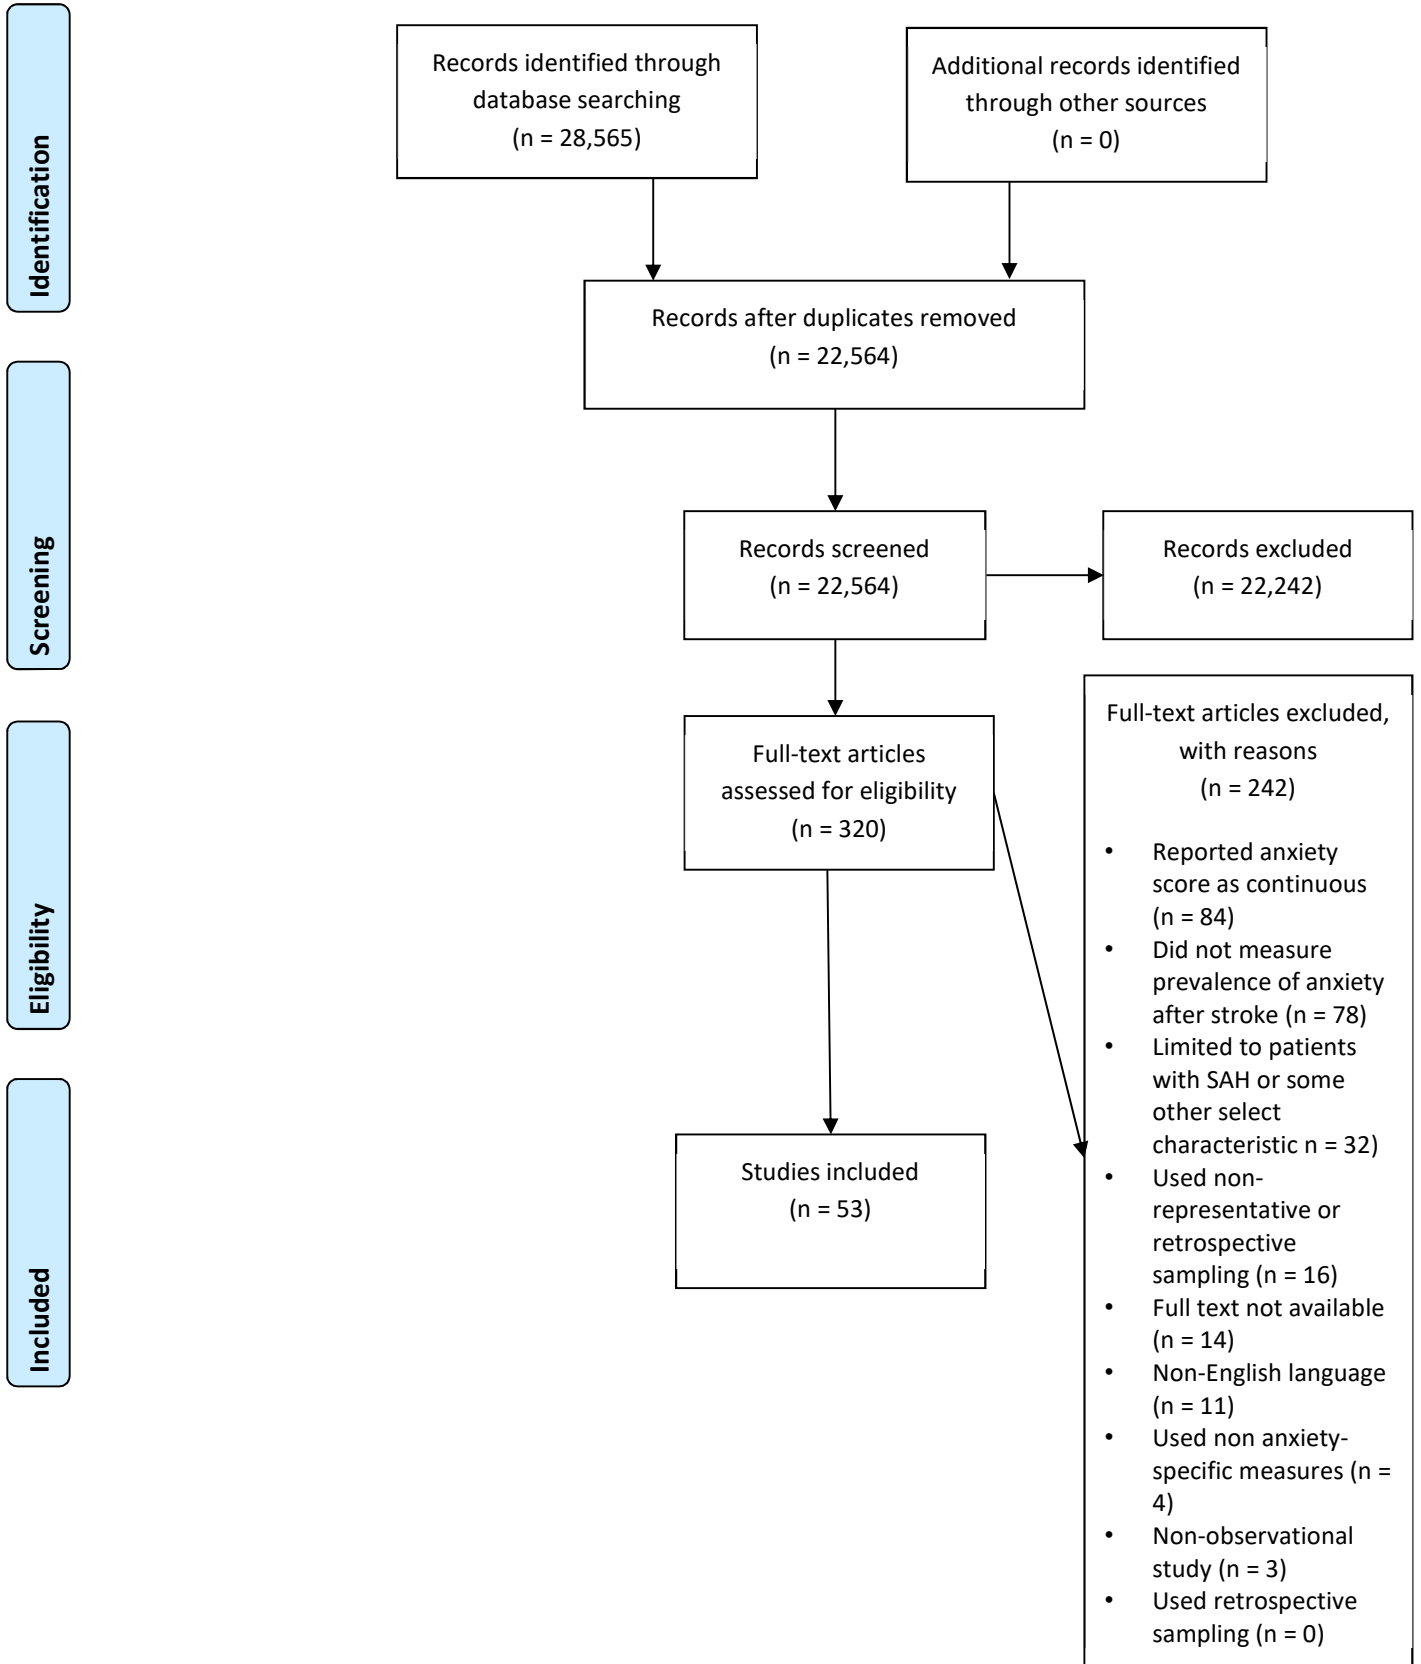 Identification
Records identified through
database searching
(n = 28,565)
Additional records identified
through other sources
(n = 0)
Records after duplicates removed
(n = 22,564)
Screening
Records screened
(n = 22,564)
Records excluded
(n = 22,242)
Eligibility
Full-text articles
assessed for eligibility
(n = 320)
Full-text articles excluded,
with reasons
(n = 242)
• Reported anxiety
score as continuous
(n = 84)
• Did not measure
prevalence of anxiety
after stroke (n = 78)
• Limited to patients
with SAH or some
other select
characteristic n = 32)
• Used non-
representative or
retrospective
sampling (n = 16)
• Full text not available
(n = 14)
• Non-English language
(n = 11)
• Used non anxiety-
specific measures (n =
4)
• Non-observational
study (n = 3)
• Used retrospective
sampling (n = 0)
Included
Studies included
(n = 53)